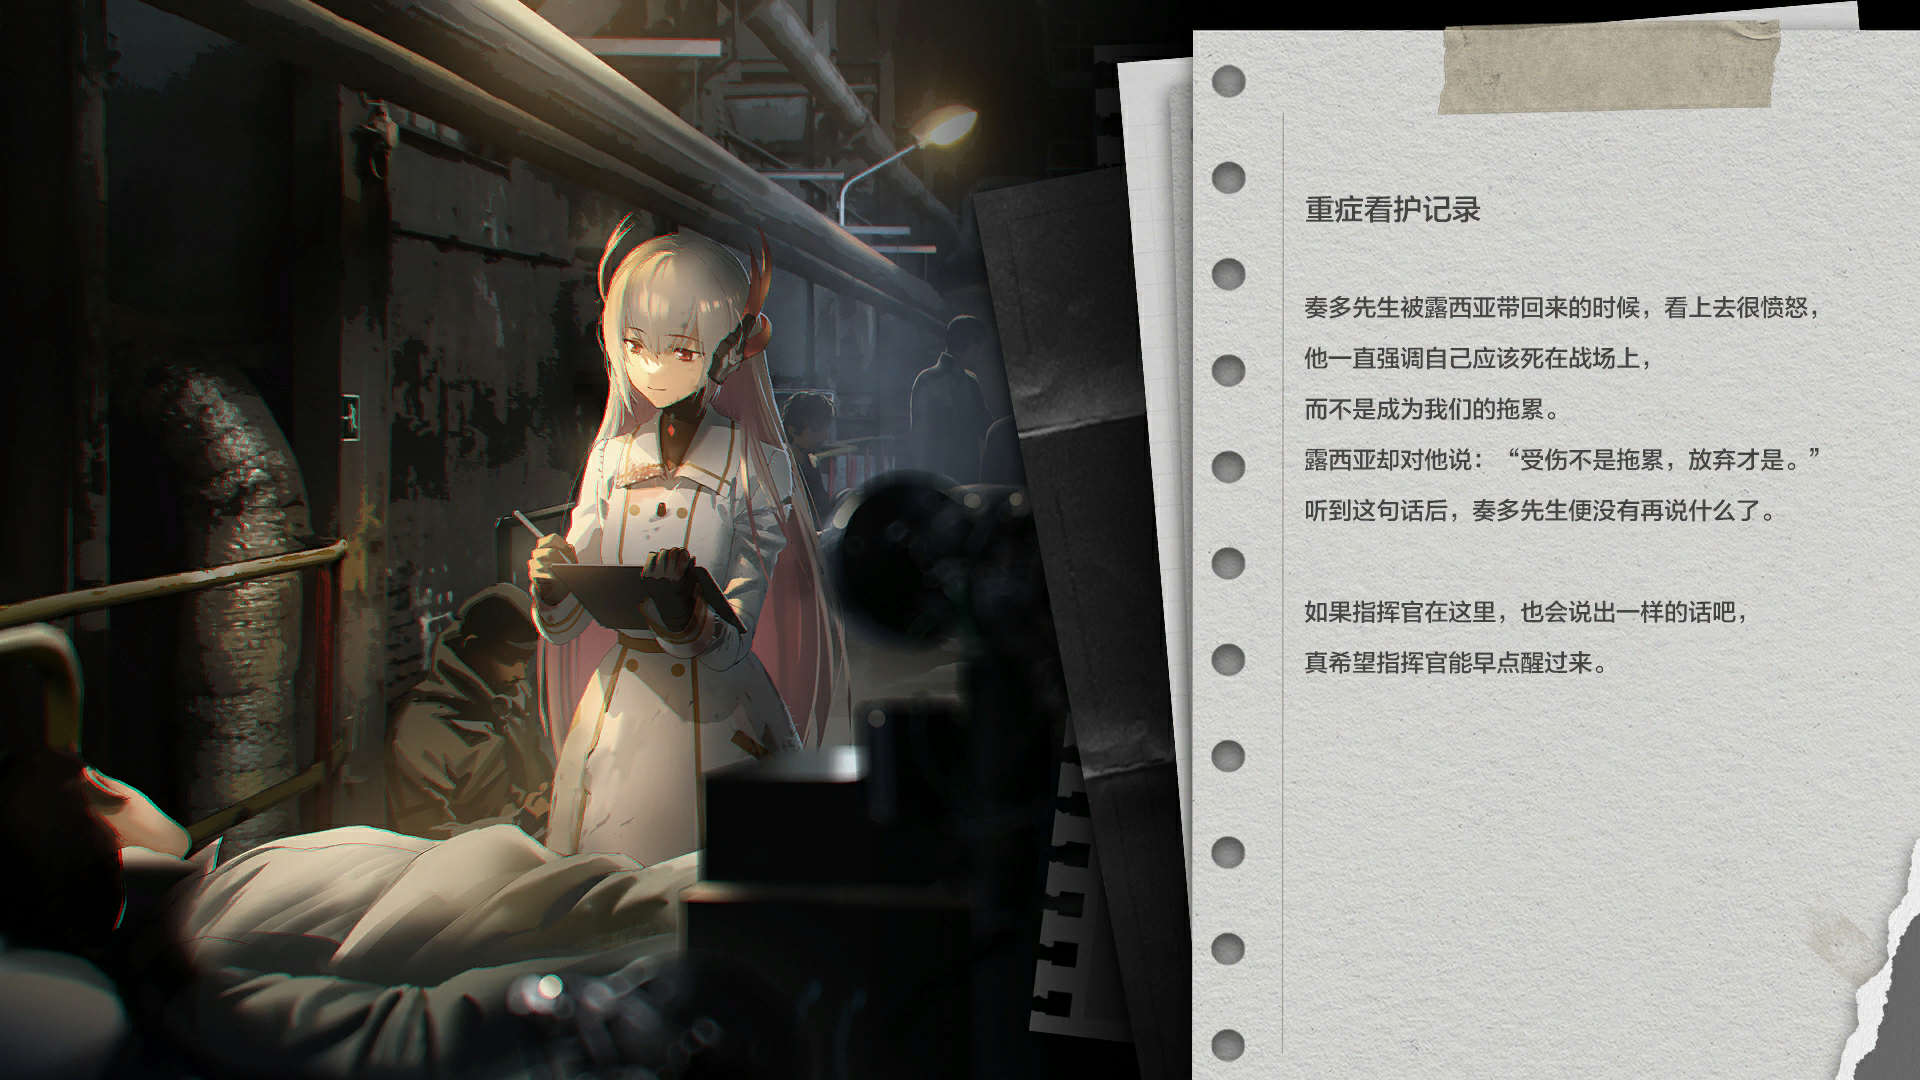 重症看护记录
奏多先生被露西亚带回来的时候，看上去很愤怒，
他一直强调自己应该死在战场上，
而不是成为我们的拖累。
露西亚却对他说：“受伤不是拖累，放弃才是。”
听到这句话后，奏多先生便没有再说什么了。
如果指挥官在这里，也会说出一样的话吧，
真希望指挥官能早点醒过来。